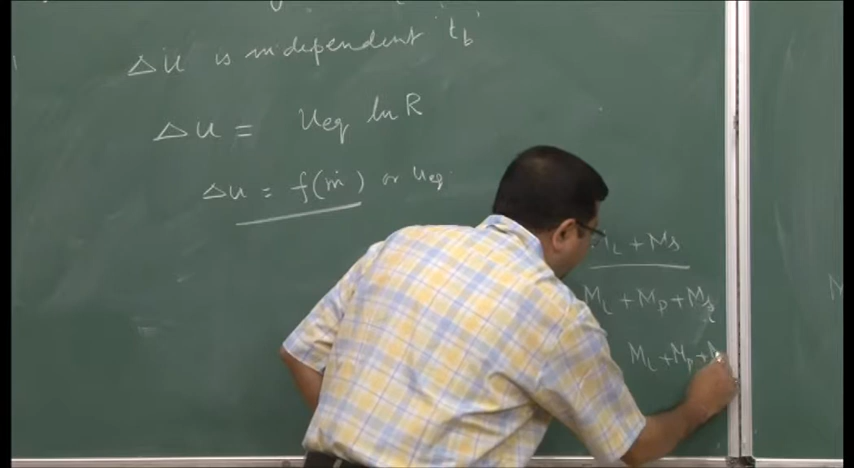 Δu is independent 't_b'
Δu = u_eq ln R
Δu = f(ṁ) or u_eq
M_L + M_s
M_L + M_p + M_s
M_L + M_p +